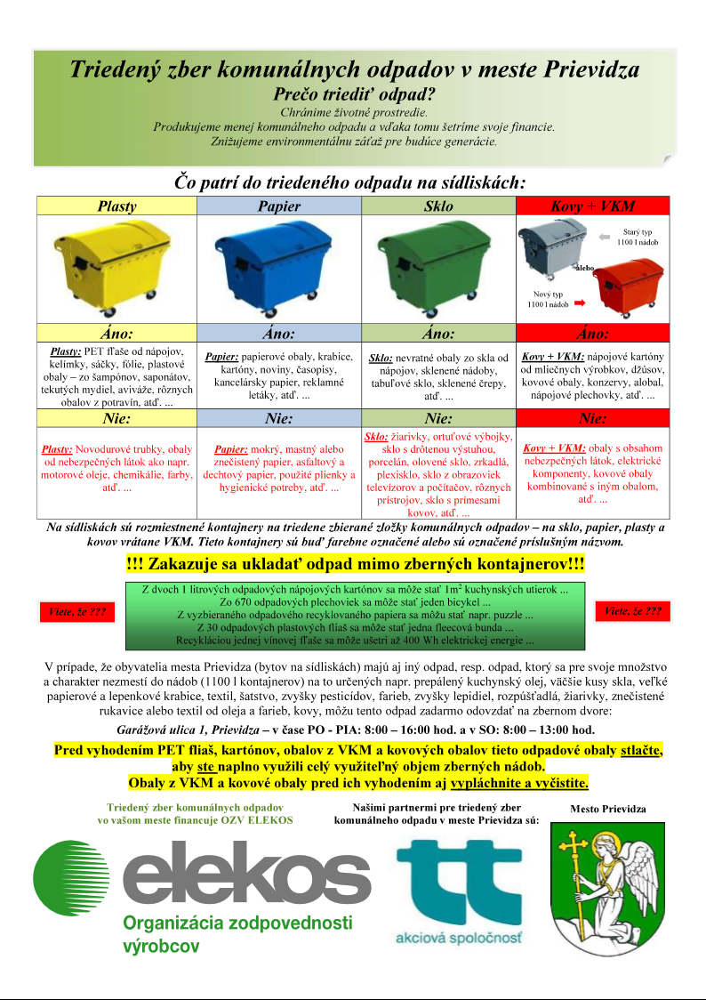 Triedený zber komunálnych odpadov v meste Prievidza
Prečo triediť odpad?
Chránime životné prostredie.
Produkujeme menej komunálneho odpadu a vďaka tomu šetríme svoje financie.
Znižujeme environmentálnu záťaž pre budúce generácie.
Čo patrí do triedeného odpadu na sídliskách:
Plasty
Papier
Sklo
Kovy + VKM
Starý typ
1100 l nádob
alebo
Nový typ
1100 l nádob
Áno:
Áno:
Áno:
Áno:
Plasty: PET fľaše od nápojov,
kelímky, sáčky, fólie, plastové
obaly – zo šampónov, saponátov,
tekutých mydiel, aviváže, rôznych
obalov z potravín, atď. ...
Papier: papierové obaly, krabice,
kartóny, noviny, časopisy,
kancelársky papier, reklamné
letáky, atď. ...
Sklo: nevratné obaly zo skla od
nápojov, sklenené nádoby,
tabuľové sklo, sklenené črepy,
atď. ...
Kovy + VKM: nápojové kartóny
od mliečnych výrobkov, džúsov,
kovové obaly, konzervy, alobal,
nápojové plechovky, atď. ...
Nie:
Nie:
Nie:
Nie:
Plasty: Novodurové trubky, obaly
od nebezpečných látok ako napr.
motorové oleje, chemikálie, farby,
atď. ...
Papier: mokrý, mastný alebo
znečistený papier, asfaltový a
dechtový papier, použité plienky a
hygienické potreby, atď. ...
Sklo: žiarivky, ortuťové výbojky,
sklo s drôtenou výstuhou,
porcelán, olovené sklo, zrkadlá,
plexisklo, sklo z obrazoviek
televízorov a počítačov, rôznych
prístrojov, sklo s prímesami
kovov, atď. ...
Kovy + VKM: obaly s obsahom
nebezpečných látok, elektrické
komponenty, kovové obaly
kombinované s iným obalom,
atď. ...
Na sídliskách sú rozmiestnené kontajnery na triedene zbierané zložky komunálnych odpadov – na sklo, papier, plasty a
kovov vrátane VKM. Tieto kontajnery sú buď farebne označené alebo sú označené príslušným názvom.
!!! Zakazuje sa ukladať odpad mimo zberných kontajnerov!!!
Viete, že ???
Z dvoch 1 litrových odpadových nápojových kartónov sa môže stať 1m² kuchynských utierok ...
Zo 670 odpadových plechoviek sa môže stať jeden bicykel ...
Z vyzbieraného odpadového recyklovaného papiera sa môžu stať napr. puzzle ...
Z 30 odpadových plastových fliaš sa môže stať jedna fleecová bunda ...
Recykláciou jednej vínovej fľaše sa môže ušetri až 400 Wh elektrickej energie ...
Viete, že ???
V prípade, že obyvatelia mesta Prievidza (bytov na sídliskách) majú aj iný odpad, resp. odpad, ktorý sa pre svoje množstvo
a charakter nezmestí do nádob (1100 l kontajnerov) na to určených napr. prepálený kuchynský olej, väčšie kusy skla, veľké
papierové a lepenkové krabice, textil, šatstvo, zvyšky pesticídov, farieb, zvyšky lepidiel, rozpúšťadlá, žiarivky, znečistené
rukavice alebo textil od oleja a farieb, kovy, môžu tento odpad zadarmo odovzdať na zbernom dvore:
Garážová ulica 1, Prievidza – v čase PO - PIA: 8:00 – 16:00 hod. a v SO: 8:00 – 13:00 hod.
Pred vyhodením PET fliaš, kartónov, obalov z VKM a kovových obalov tieto odpadové obaly stlačte,
aby ste naplno využili celý využiteľný objem zberných nádob.
Obaly z VKM a kovové obaly pred ich vyhodením aj vypláchnite a vyčistite.
Triedený zber komunálnych odpadov
vo vašom meste financuje OZV ELEKOS
Našimi partnermi pre triedený zber
komunálneho odpadu v meste Prievidza sú:
Mesto Prievidza
elekos
Organizácia zodpovednosti
výrobcov
tt
akciová spoločnosť